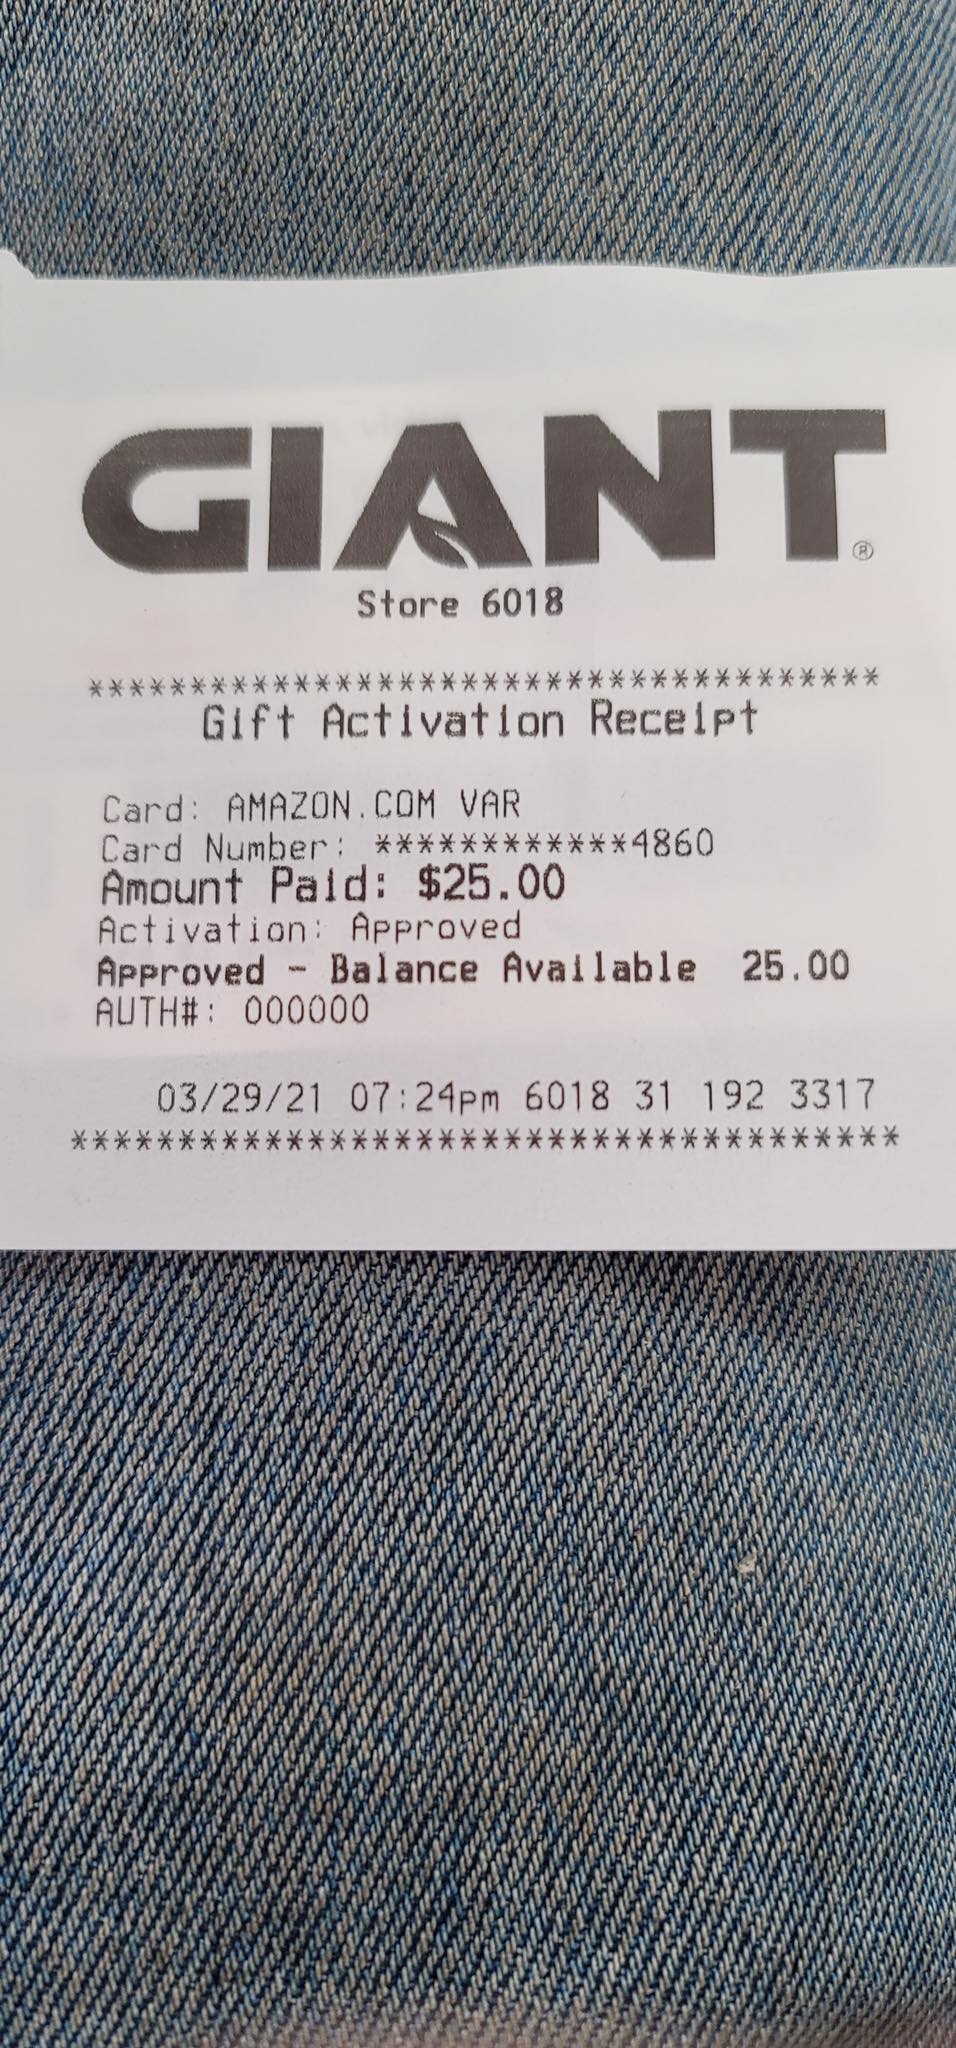 GIANT®
Store 6018
**************************************
Gift Activation Receipt
Card: AMAZON.COM VAR
Card Number: ************4860
Amount Paid: $25.00
Activation: Approved
Approved - Balance Available 25.00
AUTH#: 000000
03/29/21 07:24pm 6018 31 192 3317
**************************************